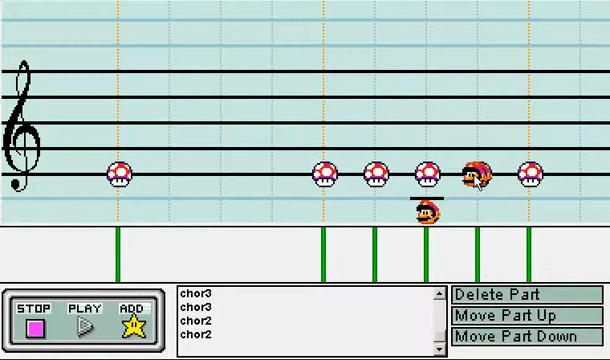 STOP PLAY ADD
chor3
chor3
chor2
chor2
Delete Part
Move Part Up
Move Part Down